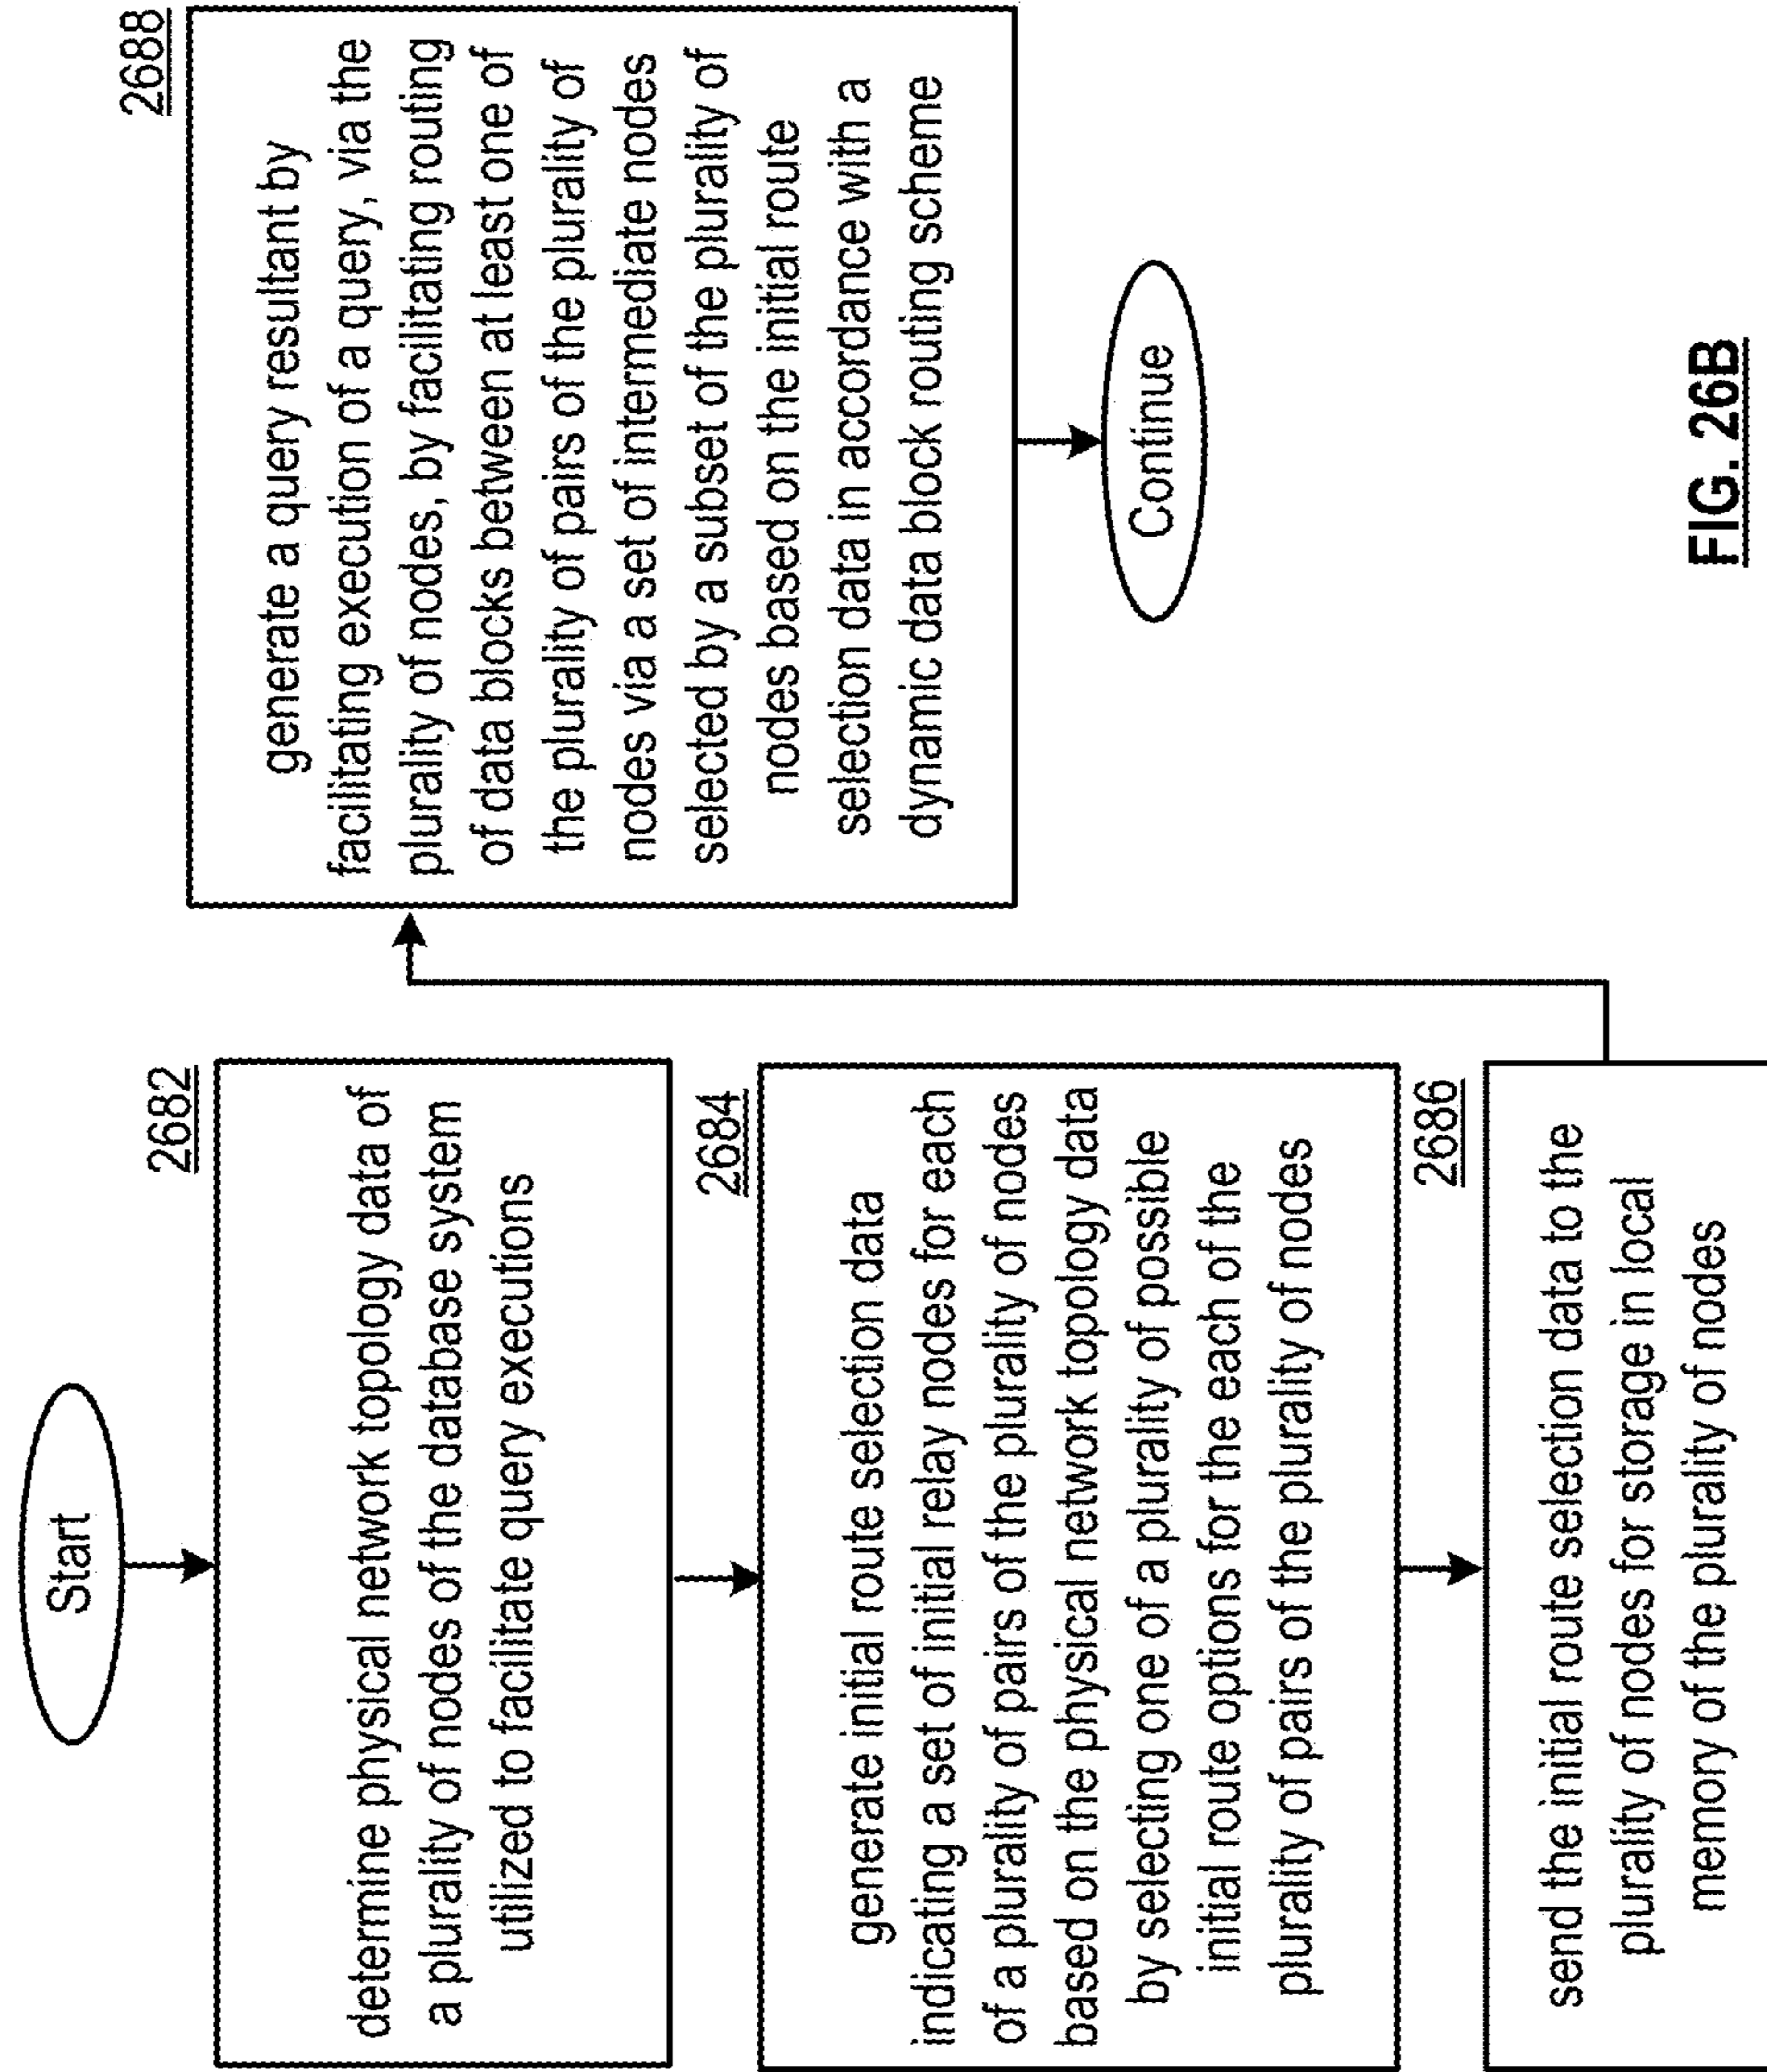 Start
2682
determine physical network topology data of
a plurality of nodes of the database system
utilized to facilitate query executions
2684
generate initial route selection data
indicating a set of initial relay nodes for each
of a plurality of pairs of the plurality of nodes
based on the physical network topology data
by selecting one of a plurality of possible
initial route options for the each of the
plurality of pairs of the plurality of nodes
2686
send the initial route selection data to the
plurality of nodes for storage in local
memory of the plurality of nodes
2688
generate a query resultant by
facilitating execution of a query, via the
plurality of nodes, by facilitating routing
of data blocks between at least one of
the plurality of pairs of the plurality of
nodes via a set of intermediate nodes
selected by a subset of the plurality of
nodes based on the initial route
selection data in accordance with a
dynamic data block routing scheme
Continue
FIG. 26B